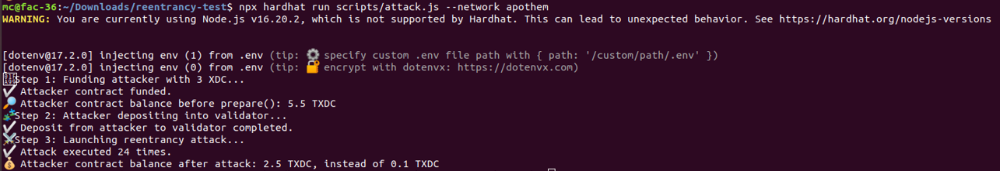 mc@fac-36:~/Downloads/reentrancy-test$ npx hardhat run scripts/attack.js --network apothem
WARNING: You are currently using Node.js v16.20.2, which is not supported by Hardhat. This can lead to unexpected behavior. See https://hardhat.org/nodejs-versions
[dotenv@17.2.0] injecting env (1) from .env (tip: ⚙️ specify custom .env file path with { path: '/custom/path/.env' })
[dotenv@17.2.0] injecting env (0) from .env (tip: 🔐 encrypt with dotenvx: https://dotenvx.com)
Step 1: Funding attacker with 3 XDC...
✔ Attacker contract funded.
🔎 Attacker contract balance before prepare(): 5.5 TXDC
🧩Step 2: Attacker depositing into validator...
✔ Deposit from attacker to validator completed.
⚔Step 3: Launching reentrancy attack...
✔ Attack executed 24 times.
💰 Attacker contract balance after attack: 2.5 TXDC, instead of 0.1 TXDC